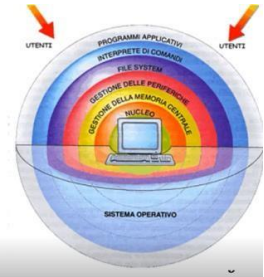 UTENTI
UTENTI
PROGRAMMI APPLICATIVI
INTERPRETE DI COMANDI
FILE SYSTEM
GESTIONE DELLE PERIFERICHE
GESTIONE DELLA MEMORIA CENTRALE
NUCLEO
SISTEMA OPERATIVO